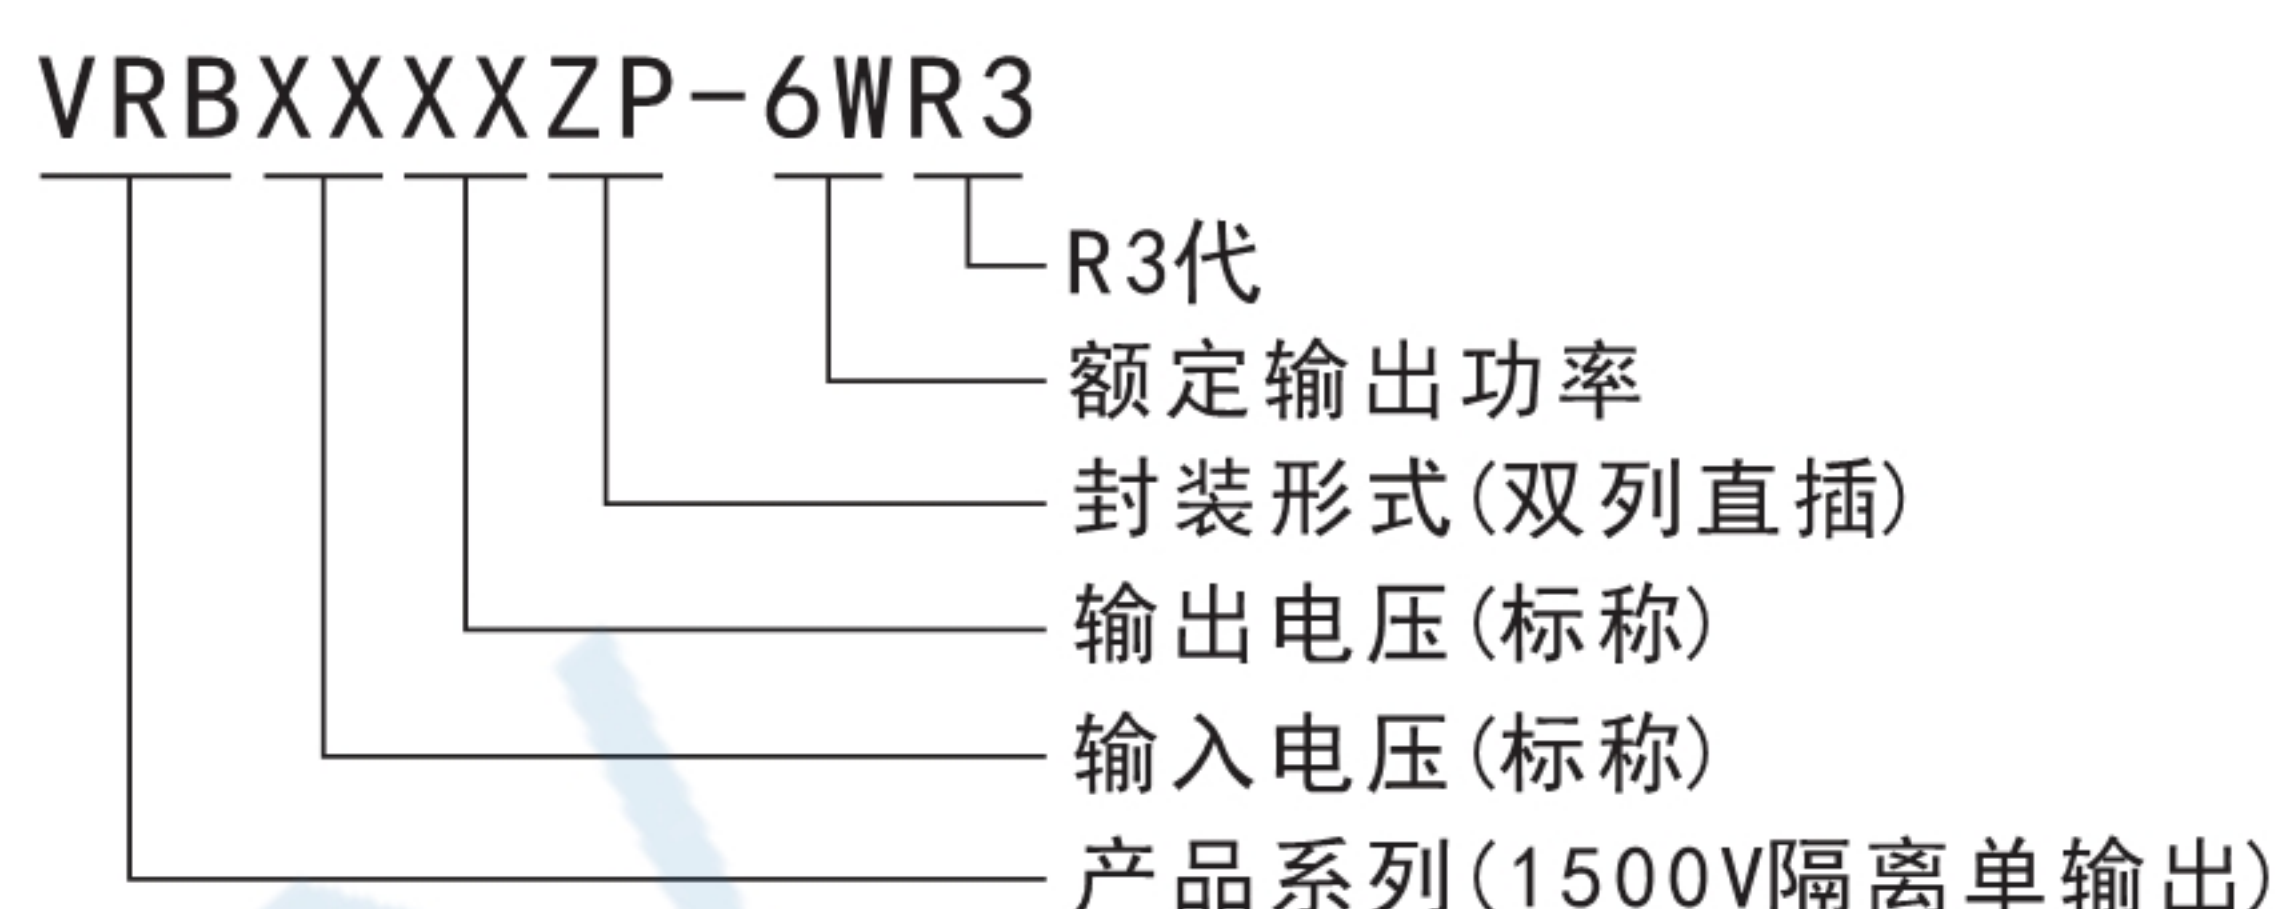 VRBXXXXZP-6WR3
R3代
额定输出功率
封装形式(双列直插)
输出电压(标称)
输入电压(标称)
产品系列(1500V隔离单输出)